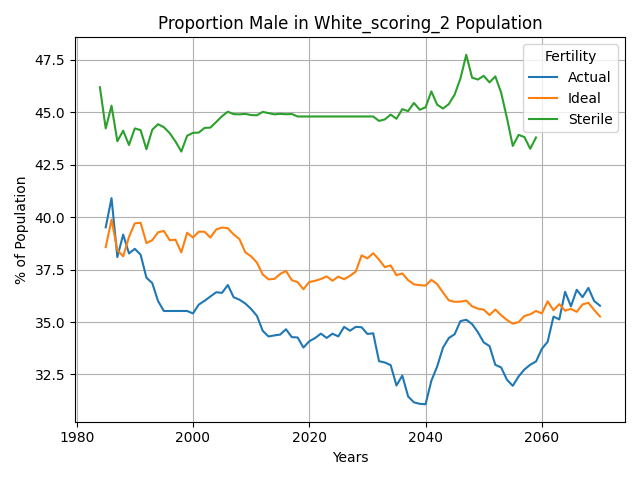 Proportion Male in White_scoring_2 Population
Fertility
Actual
Ideal
Sterile
% of Population
47.5
45.0
42.5
40.0
37.5
35.0
32.5
1980
2000
2020
2040
2060
Years